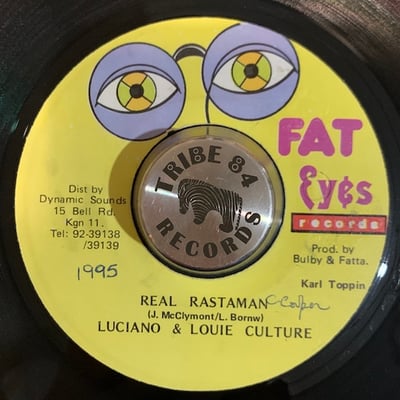 FAT
Eyes
records
TRIBE 84
RECORDS
Dist by
Dynamic Sounds
15 Bell Rd.
Kgn 11.
Tel: 92-39138
/39139
Prod. by
Bulby & Fatta.
Karl Toppin
1995
REAL RASTAMAN
(J. McClymont/L. Bornw)
LUCIANO & LOUIE CULTURE